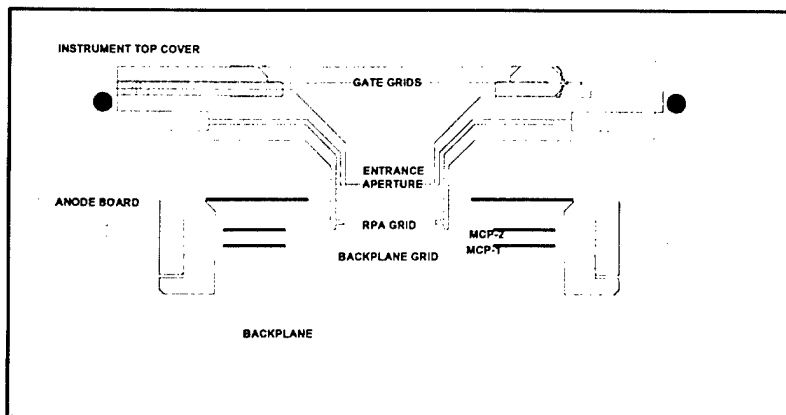 INSTRUMENT TOP COVER
GATE GRIDS
ENTRANCE
APERTURE
ANODE BOARD
RPA GRID
MCP-2
BACKPLANE GRID
MCP-1
BACKPLANE